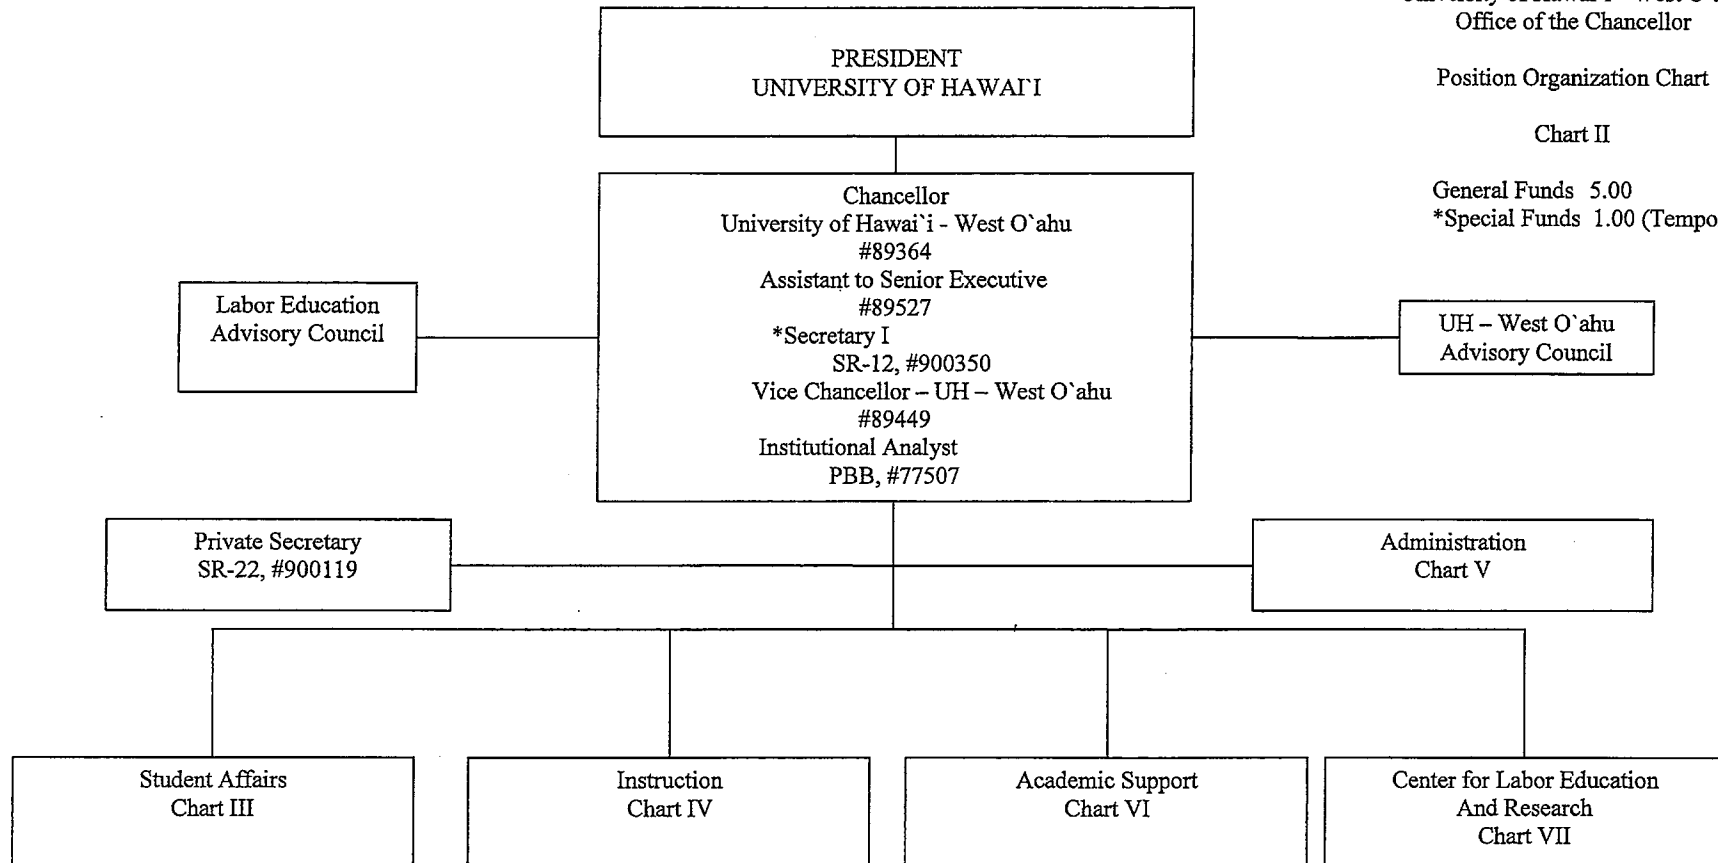 Office of the Chancellor
Position Organization Chart
Chart II
General Funds 5.00
*Special Funds 1.00
PRESIDENT
UNIVERSITY OF HAWAI`I
Chancellor
University of Hawai`i - West O`ahu
#89364
Assistant to Senior Executive
#89527
*Secretary I
SR-12, #900350
Vice Chancellor – UH – West O`ahu
#89449
Institutional Analyst
PBB, #77507
Labor Education
Advisory Council
UH – West O`ahu
Advisory Council
Private Secretary
SR-22, #900119
Administration
Chart V
Student Affairs
Chart III
Instruction
Chart IV
Academic Support
Chart VI
Center for Labor Education
And Research
Chart VII